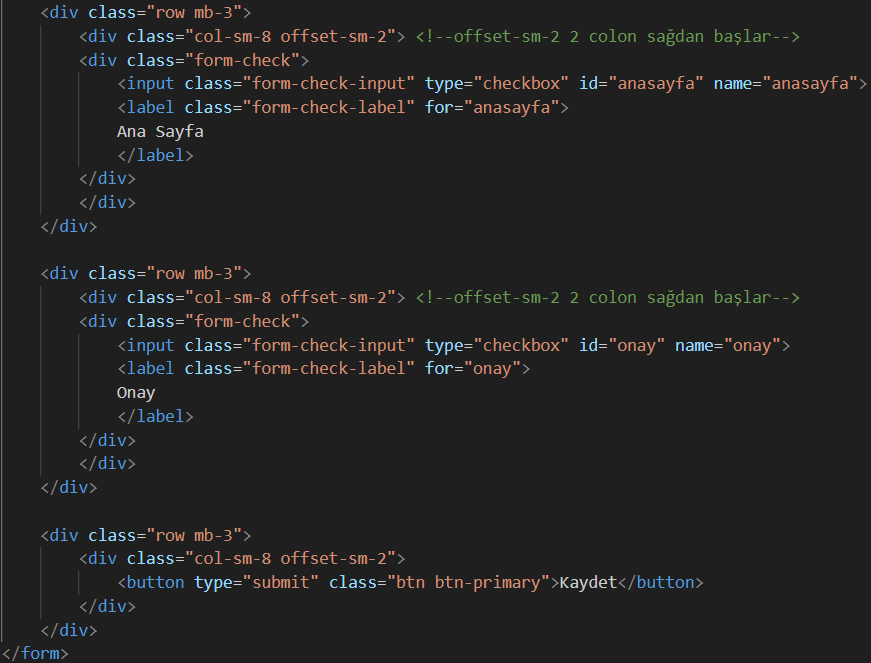 <div class="row mb-3">
<div class="col-sm-8 offset-sm-2"> <!--offset-sm-2 2 colon sağdan başlar-->
<div class="form-check">
<input class="form-check-input" type="checkbox" id="anasayfa" name="anasayfa">
<label class="form-check-label" for="anasayfa">
Ana Sayfa
</label>
</div>
</div>
</div>
<div class="row mb-3">
<div class="col-sm-8 offset-sm-2"> <!--offset-sm-2 2 colon sağdan başlar-->
<div class="form-check">
<input class="form-check-input" type="checkbox" id="onay" name="onay">
<label class="form-check-label" for="onay">
Onay
</label>
</div>
</div>
</div>
<div class="row mb-3">
<div class="col-sm-8 offset-sm-2">
<button type="submit" class="btn btn-primary">Kaydet</button>
</div>
</div>
</form>